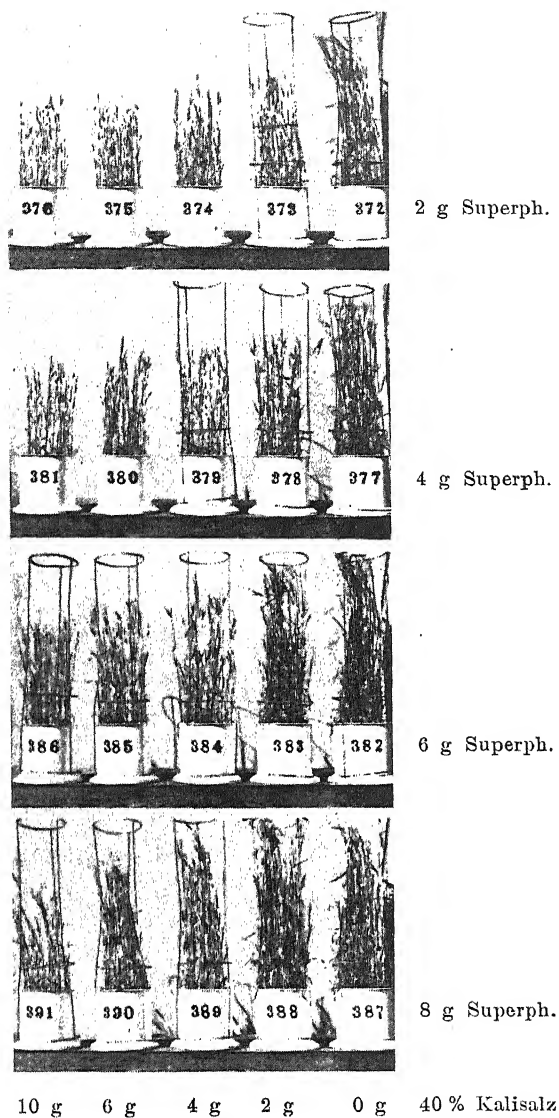 376 375 374 373 372 2 g Superph.
381 380 379 378 377 4 g Superph.
386 385 384 383 382 6 g Superph.
391 390 389 388 387 8 g Superph.
10 g 6 g 4 g 2 g 0 g 40 % Kalisalz